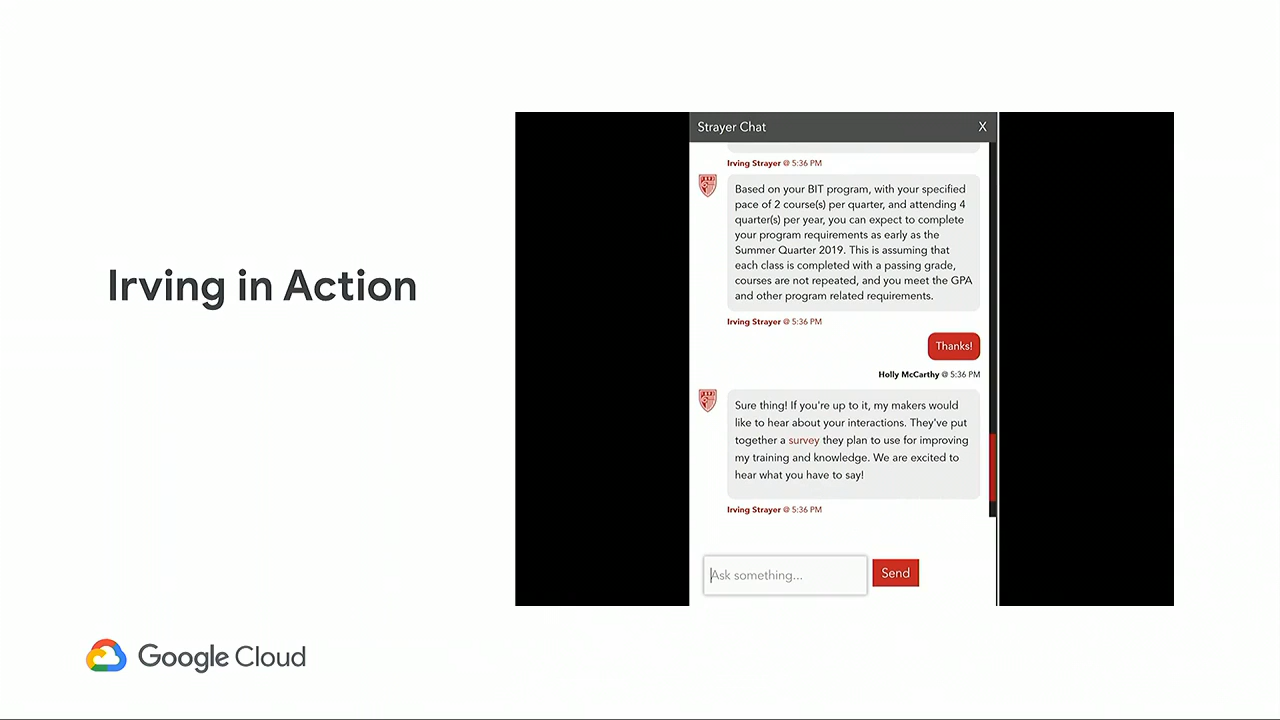 Irving in Action
Strayer Chat
X
Irving Strayer @ 5:36 PM
Based on your BIT program, with your specified
pace of 2 course(s) per quarter, and attending 4
quarter(s) per year, you can expect to complete
your program requirements as early as the
Summer Quarter 2019. This is assuming that
each class is completed with a passing grade,
courses are not repeated, and you meet the GPA
and other program related requirements.
Irving Strayer @ 5:36 PM
Thanks!
Holly McCarthy @ 5:36 PM
Sure thing! If you're up to it, my makers would
like to hear about your interactions. They've put
together a survey they plan to use for improving
my training and knowledge. We are excited to
hear what you have to say!
Irving Strayer @ 5:36 PM
Ask something...
Send
Google Cloud